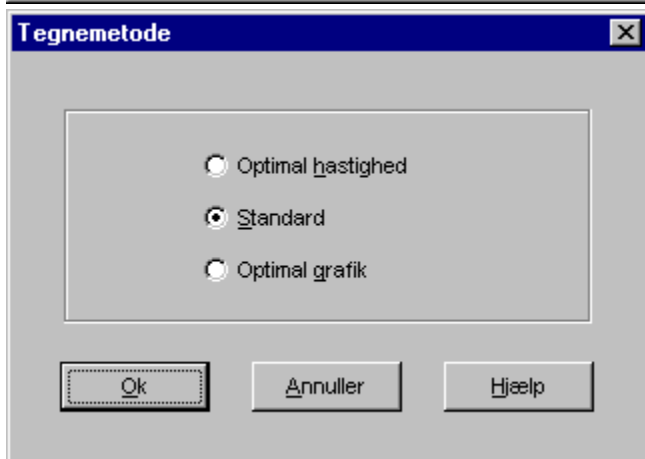 Tegnemetode
Optimal hastighed
Standard
Optimal grafik
Ok Annuller Hjælp